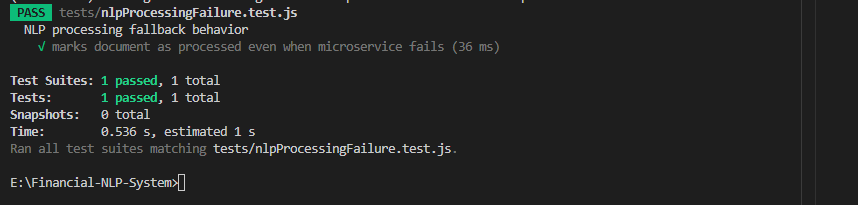 PASS tests/nlpProcessingFailure.test.js
NLP processing fallback behavior
√ marks document as processed even when microservice fails (36 ms)
Test Suites: 1 passed, 1 total
Tests: 1 passed, 1 total
Snapshots: 0 total
Time: 0.536 s, estimated 1 s
Ran all test suites matching tests/nlpProcessingFailure.test.js.
E:\Financial-NLP-System>